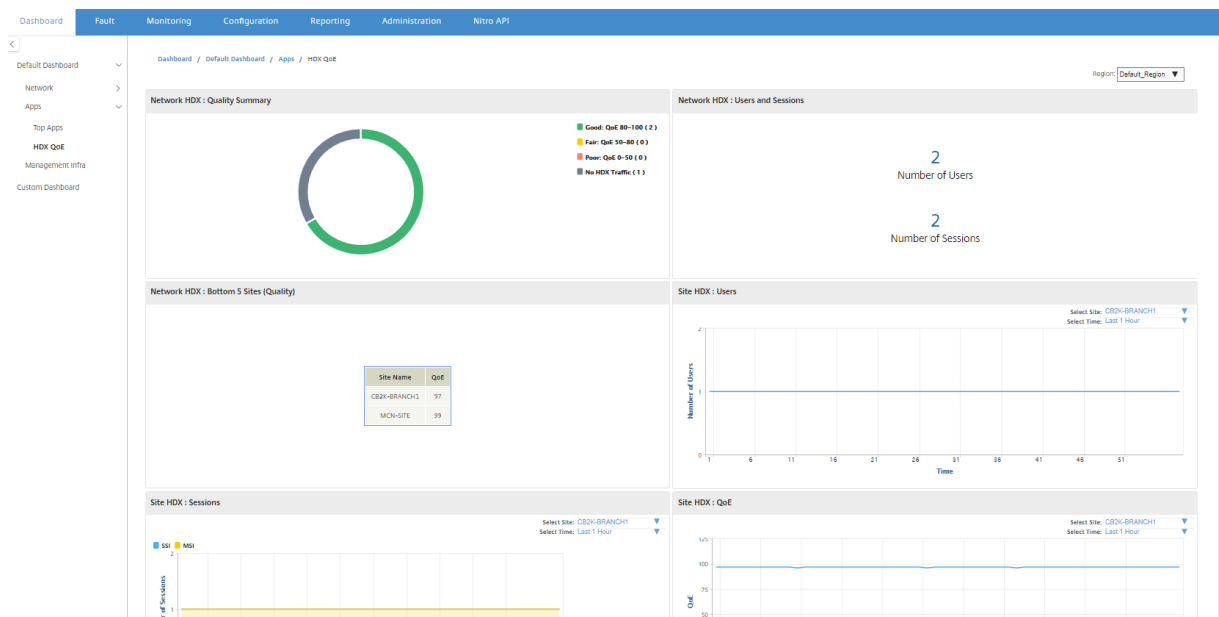 Dashboard Fault Monitoring Configuration Reporting Administration Nitro API
Default Dashboard
Network
Apps
Top Apps
HDX QoE
Management Infra
Custom Dashboard
Dashboard / Default Dashboard / Apps / HDX QoE
Region: Default_Region
Network HDX : Quality Summary
Good: QoE 80-100 ( 2 )
Fair: QoE 50-80 ( 0 )
Poor: QoE 0-50 ( 0 )
No HDX Traffic ( 1 )
Network HDX : Users and Sessions
2
Number of Users
2
Number of Sessions
Network HDX : Bottom 5 Sites (Quality)
Site Name QoE
CB2K-BRANCH1 97
MCN-SITE 99
Site HDX : Users
Select Site: CB2K-BRANCH1
Select Time: Last 1 Hour
2
1
0
Number of Users
1 6 11 16 21 26 31 36 41 46 51
Time
Site HDX : Sessions
Select Site: CB2K-BRANCH1
Select Time: Last 1 Hour
SSI MSI
2
1
of Sessions
Site HDX : QoE
Select Site: CB2K-BRANCH1
Select Time: Last 1 Hour
125
100
75
50
QoE